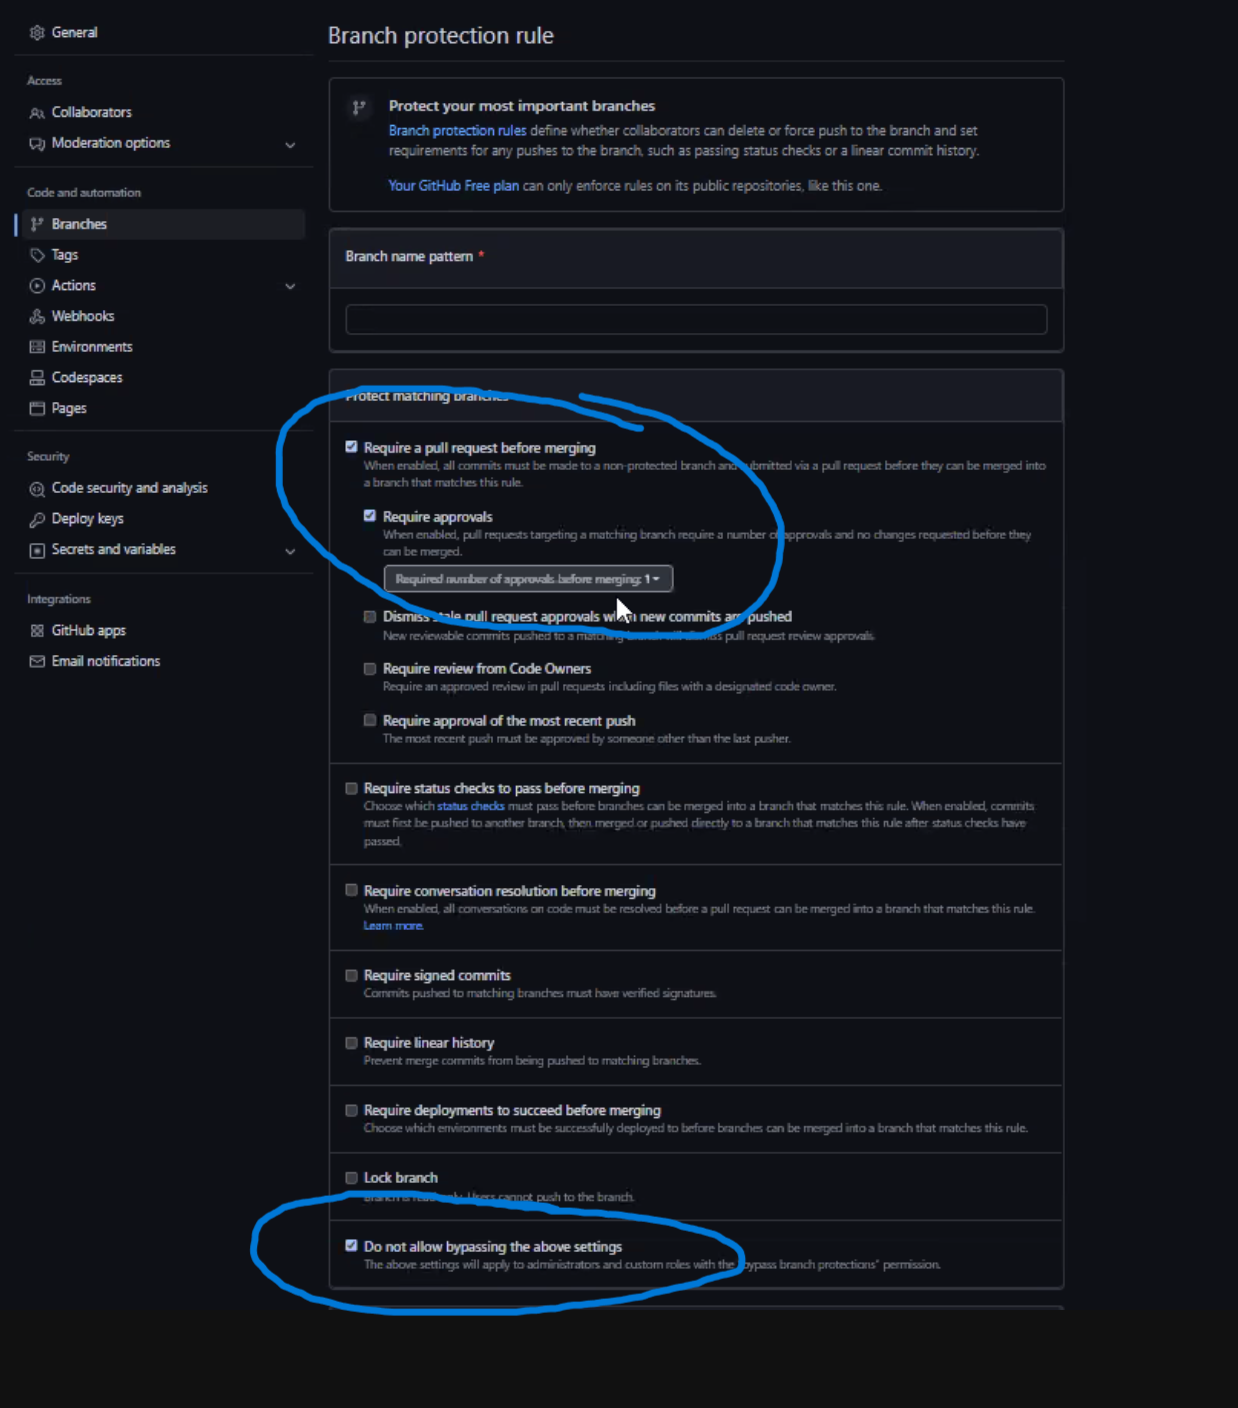 General
Access
Collaborators
Moderation options
Code and automation
Branches
Tags
Actions
Webhooks
Environments
Codespaces
Pages
Security
Code security and analysis
Deploy keys
Secrets and variables
Integrations
GitHub apps
Email notifications
Branch protection rule
Protect your most important branches
Branch protection rules define whether collaborators can delete or force push to the branch and set
requirements for any pushes to the branch, such as passing status checks or a linear commit history.
Your GitHub Free plan can only enforce rules on its public repositories, like this one.
Branch name pattern *
Protect matching branches
Require a pull request before merging
When enabled, all commits must be made to a non-protected branch and submitted via a pull request before they can be merged into
a branch that matches this rule.
Require approvals
When enabled, pull requests targeting a matching branch require a number of approvals and no changes requested before they
can be merged.
Required number of approvals before merging: 1
Dismiss stale pull request approvals when new commits are pushed
New reviewable commits pushed to a matching branch will dismiss pull request review approvals.
Require review from Code Owners
Require an approved review in pull requests including files with a designated code owner.
Require approval of the most recent push
The most recent push must be approved by someone other than the last pusher.
Require status checks to pass before merging
Choose which status checks must pass before branches can be merged into a branch that matches this rule. When enabled, commits
must first be pushed to another branch, then merged or pushed directly to a branch that matches this rule after status checks have
passed.
Require conversation resolution before merging
When enabled, all conversations on code must be resolved before a pull request can be merged into a branch that matches this rule.
Learn more.
Require signed commits
Commits pushed to matching branches must have verified signatures.
Require linear history
Prevent merge commits from being pushed to matching branches.
Require deployments to succeed before merging
Choose which environments must be successfully deployed to before branches can be merged into a branch that matches this rule.
Lock branch
Branch is read-only. Users cannot push to the branch.
Do not allow bypassing the above settings
The above settings will apply to administrators and custom roles with the "bypass branch protections" permission.